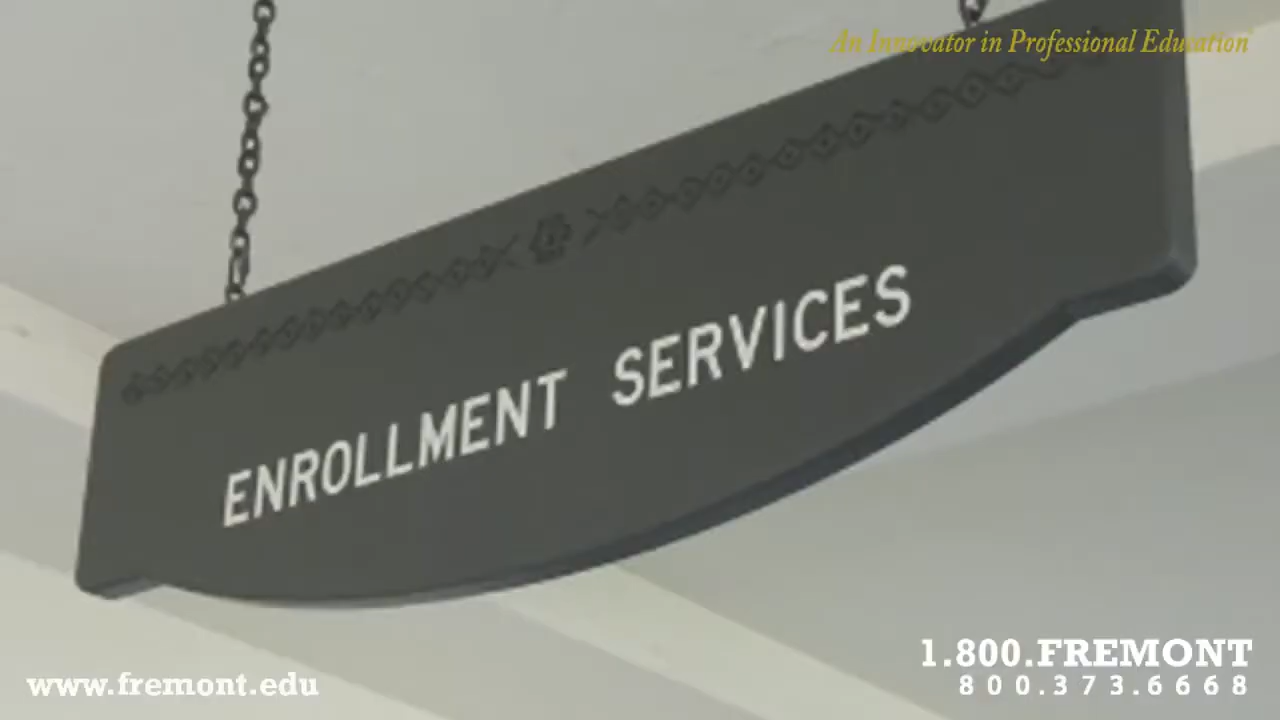 An Innovator in Professional Education
ENROLLMENT SERVICES
1.800.FREMONT
www.fremont.edu
800.373.6668